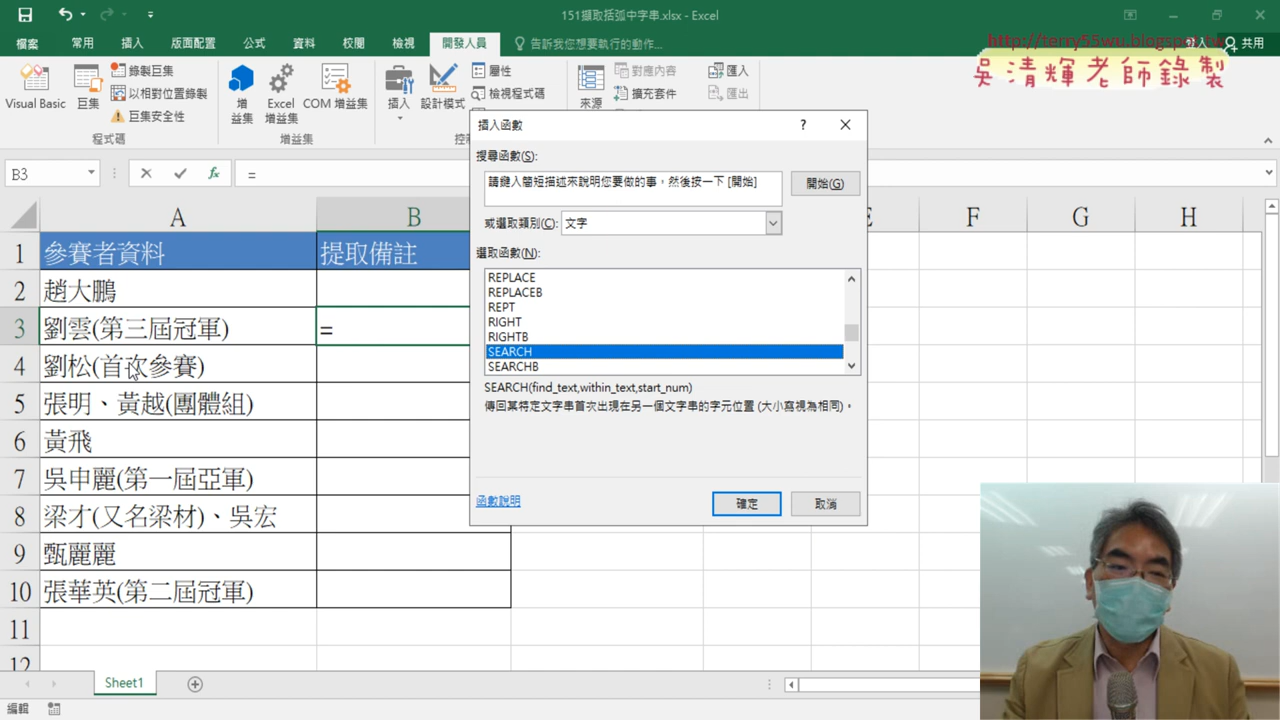 151擷取括弧中字串.xlsx - Excel
http://terry55wu.blogspot.tw
吳清輝老師錄製
檔案 常用 插入 版面配置 公式 資料 校閱 檢視 開發人員 告訴我您想要執行的動作... 共用
Visual Basic 巨集 錄製巨集 以相對位置錄製 巨集安全性
增益集 Excel 增益集 COM 增益集
插入 設計模式 屬性 檢視程式碼
來源 對應內容 擴充套件 匯入 匯出
程式碼 增益集
B3 fx =
插入函數 ?
搜尋函數(S):
請鍵入簡短描述來說明您要做的事，然後按一下 [開始]
開始(G)
或選取類別(C): 文字
選取函數(N):
REPLACE
REPLACEB
REPT
RIGHT
RIGHTB
SEARCH
SEARCHB
SEARCH(find_text,within_text,start_num)
傳回某特定文字串首次出現在另一個文字串的字元位置 (大小寫視為相同)。
函數說明 確定 取消
A B F G H
1 參賽者資料 提取備註
2 趙大鵬
3 劉雲(第三屆冠軍) =
4 劉松(首次參賽)
5 張明、黃越(團體組)
6 黃飛
7 吳申麗(第一屆亞軍)
8 梁才(又名梁材)、吳宏
9 甄麗麗
10 張華英(第二屆冠軍)
11
12
Sheet1
編輯